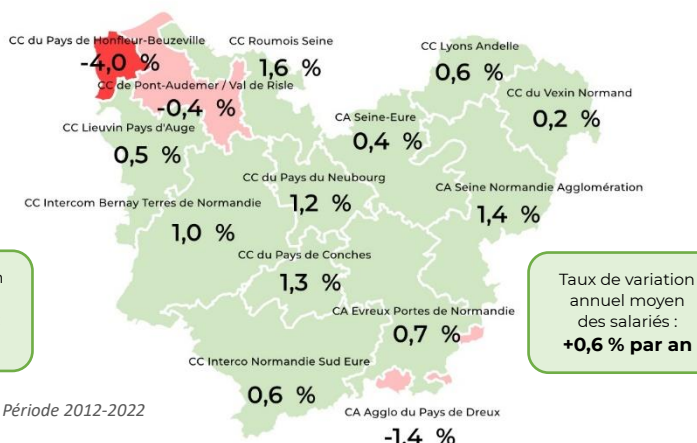 CC du Pays de Honfleur-Beuzeville
-4,0 %
CC Roumois Seine
1,6 %
CC Lyons Andelle
0,6 %
CC de Pont-Audemer / Val de Risle
-0,4 %
CC du Vexin Normand
0,2 %
CA Seine-Eure
0,4 %
CC Lieuvin Pays d'Auge
0,5 %
CC du Pays du Neubourg
1,2 %
CA Seine Normandie Agglomération
1,4 %
CC Intercom Bernay Terres de Normandie
1,0 %
CC du Pays de Conches
1,3 %
n
Taux de variation
annuel moyen
des salariés :
+0,6 % par an
CA Evreux Portes de Normandie
0,7 %
CC Interco Normandie Sud Eure
0,6 %
Période 2012-2022
CA Agglo du Pays de Dreux
-1,4 %